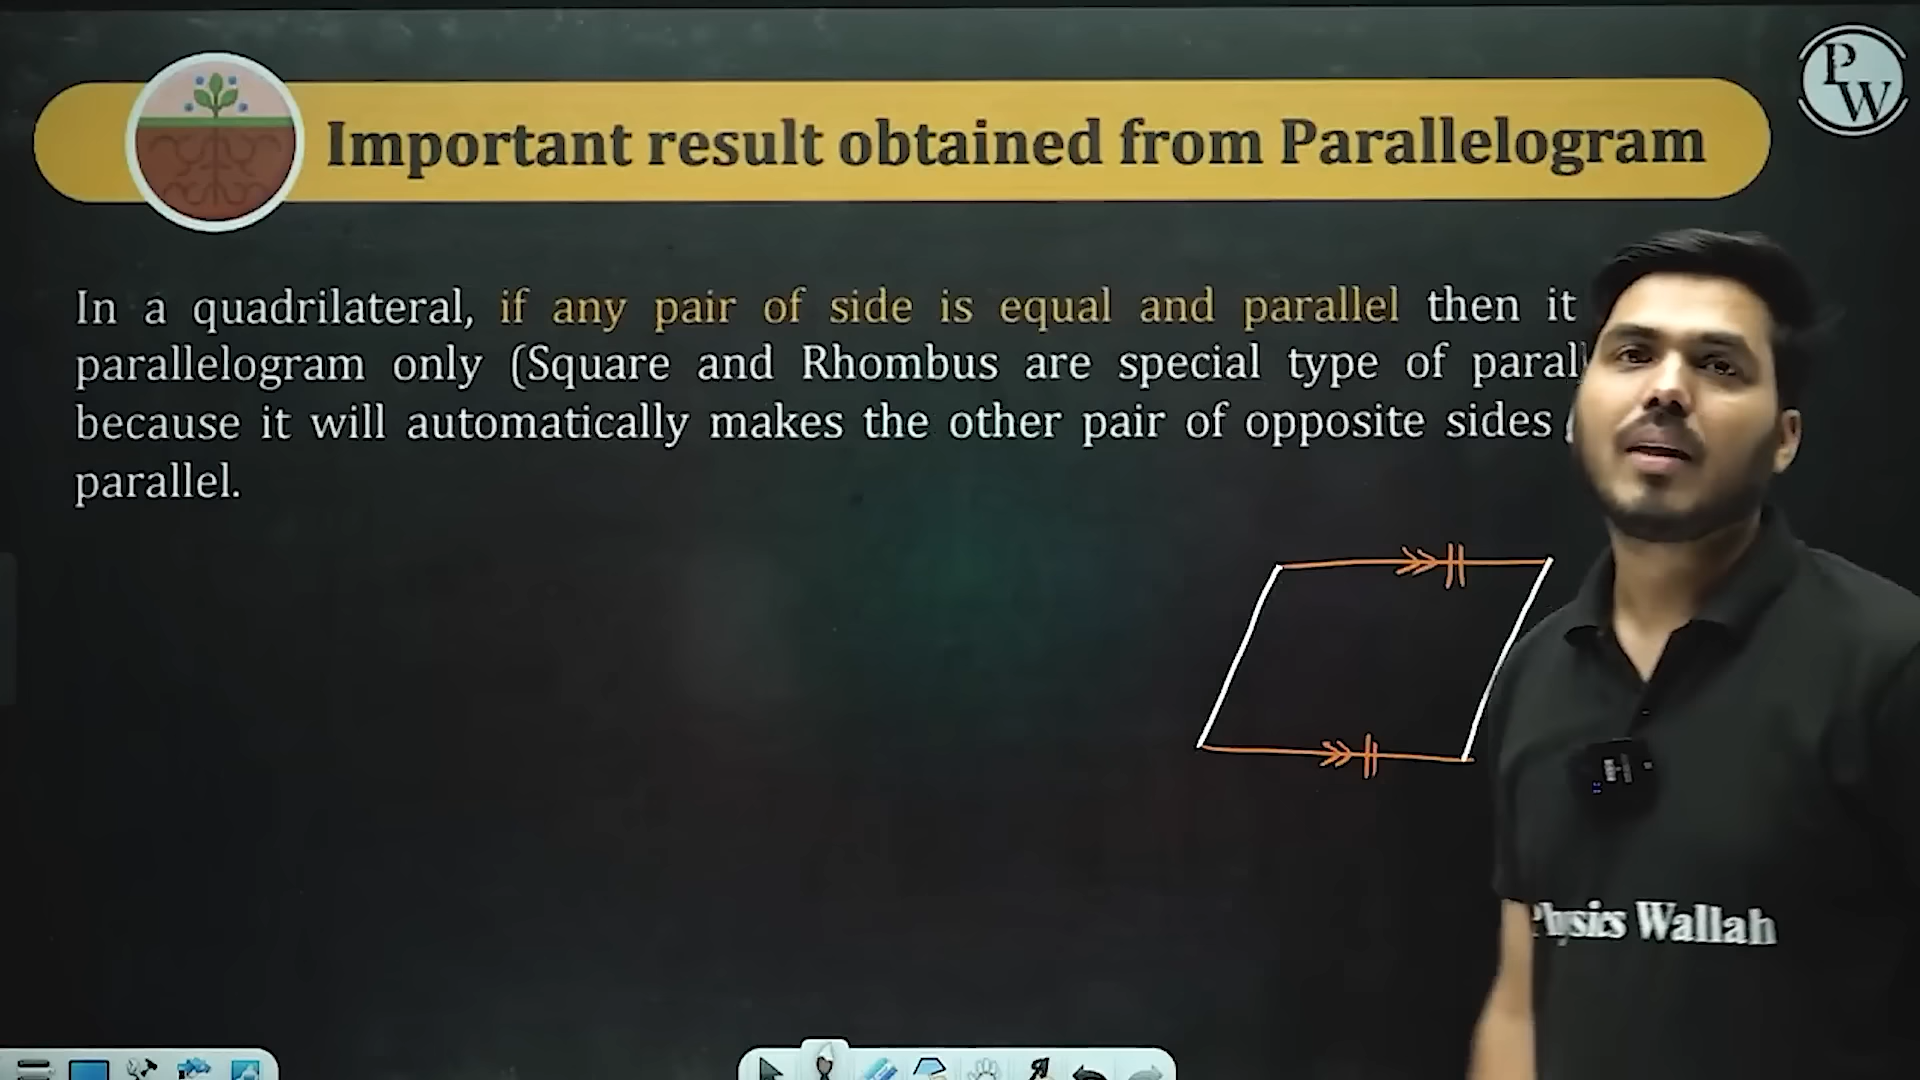 Important result obtained from Parallelogram
In a quadrilateral, if any pair of side is equal and parallel then it
parallelogram only (Square and Rhombus are special type of
because it will automatically makes the other pair of opposite sides
parallel.
PW
Physics Wallah